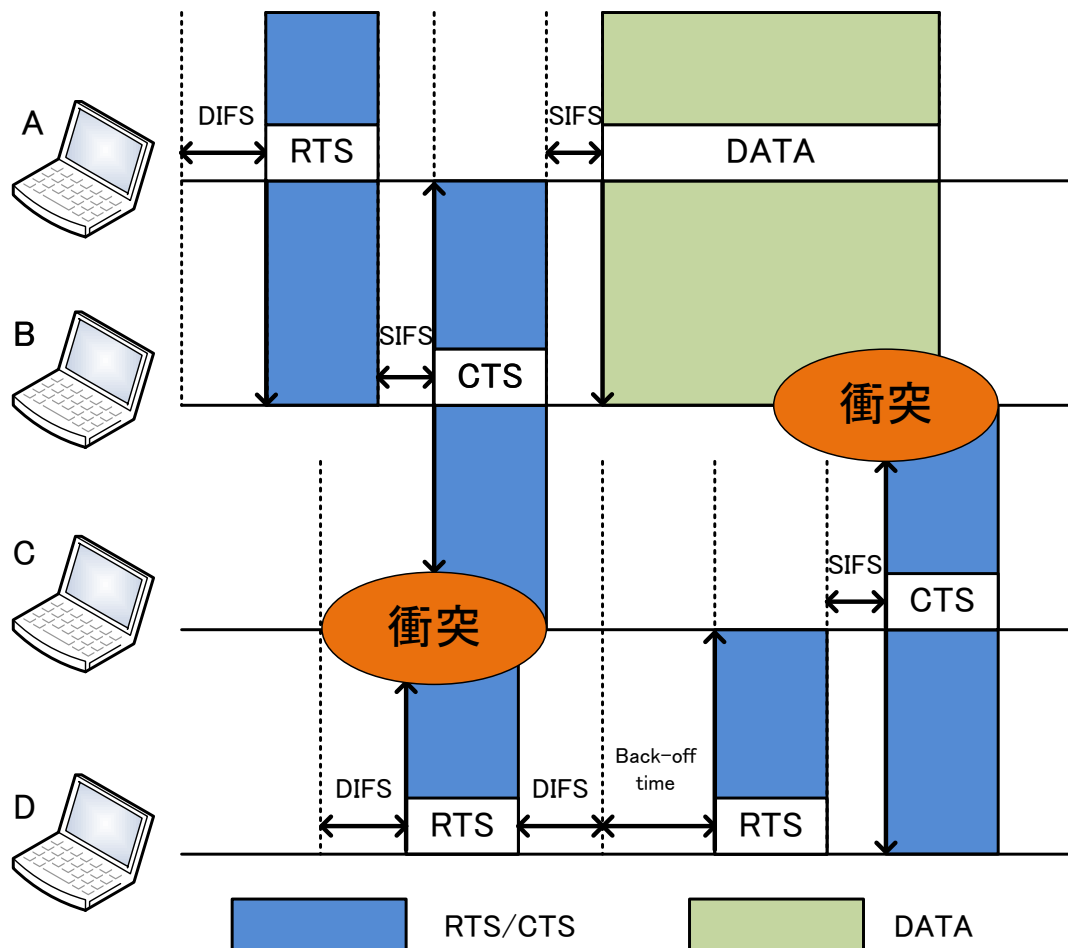 A
DIFS
RTS
SIFS
DATA
B
SIFS
CTS
衝突
C
衝突
SIFS
CTS
D
DIFS
RTS
DIFS
Back-off
time
RTS
RTS/CTS
DATA